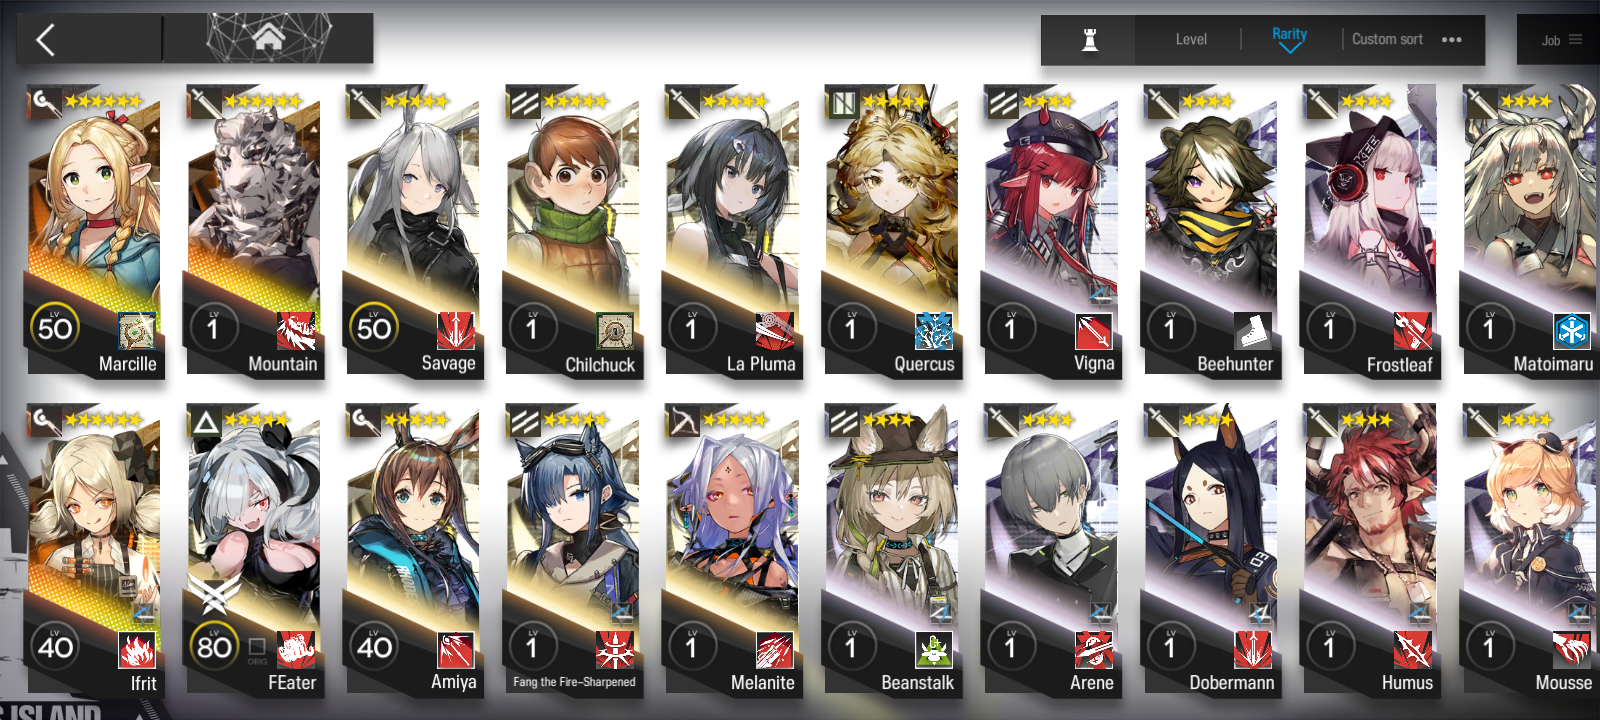 Level
Rarity
Custom sort
Job
KEE
LV
50
Marcille
LV
1
Mountain
LV
50
Savage
LV
1
Chilchuck
LV
1
La Pluma
LV
1
Quercus
LV
1
Vigna
LV
1
Beehunter
LV
1
Frostleaf
LV
1
Matoimaru
LV
40
Ifrit
LV
80
ORIG
FEater
LV
40
Amiya
LV
1
Fang the Fire-Sharpened
LV
1
Melanite
LV
1
Beanstalk
LV
1
Arene
LV
1
Dobermann
LV
1
Humus
LV
1
Mousse
ISLAND